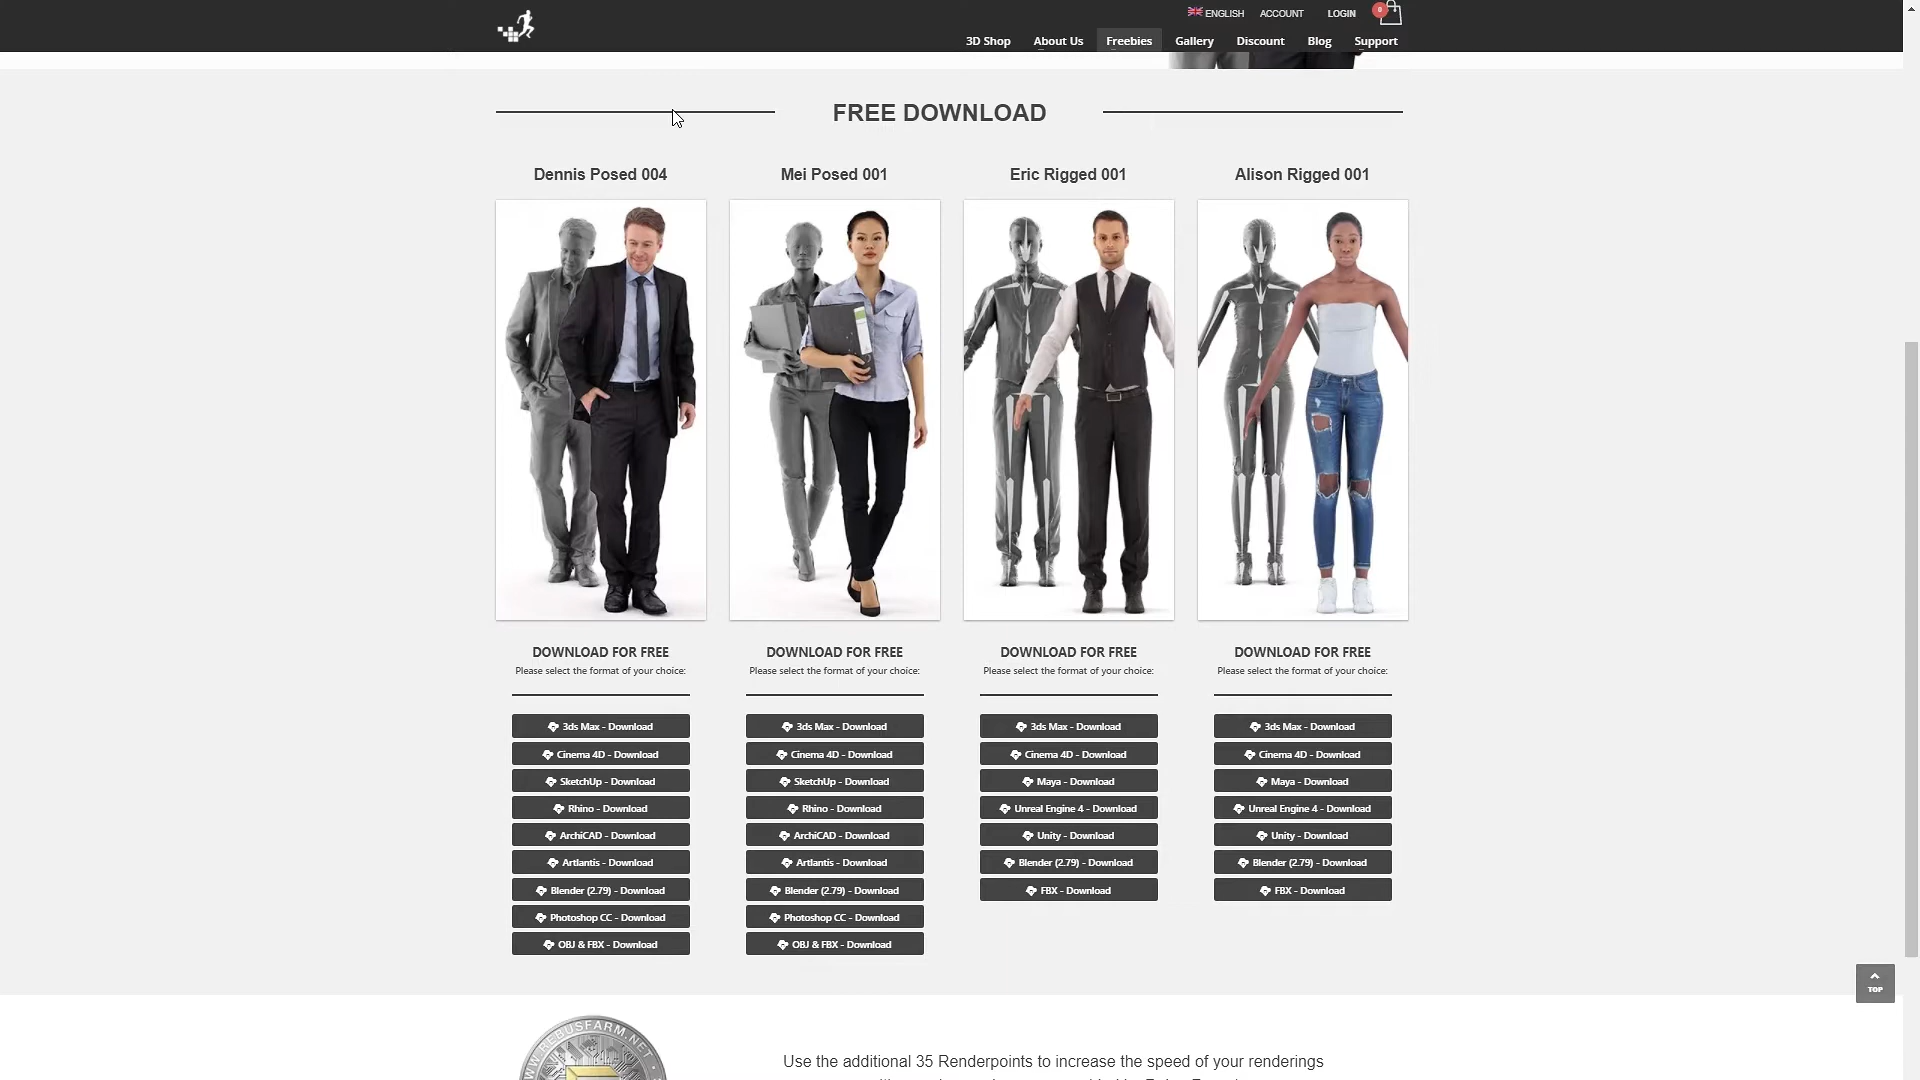 ENGLISH ACCOUNT LOGIN 0
3D Shop About Us Freebies Gallery Discount Blog Support
FREE DOWNLOAD
Dennis Posed 004 Mei Posed 001 Eric Rigged 001 Alison Rigged 001
DOWNLOAD FOR FREE DOWNLOAD FOR FREE DOWNLOAD FOR FREE DOWNLOAD FOR FREE
Please select the format of your choice: Please select the format of your choice: Please select the format of your choice: Please select the format of your choice:
3ds Max - Download 3ds Max - Download 3ds Max - Download 3ds Max - Download
Cinema 4D - Download Cinema 4D - Download Cinema 4D - Download Cinema 4D - Download
SketchUp - Download SketchUp - Download Maya - Download Maya - Download
Rhino - Download Rhino - Download Unreal Engine 4 - Download Unreal Engine 4 - Download
ArchiCAD - Download ArchiCAD - Download Unity - Download Unity - Download
Artlantis - Download Artlantis - Download Blender (2.79) - Download Blender (2.79) - Download
Blender (2.79) - Download Blender (2.79) - Download FBX - Download FBX - Download
Photoshop CC - Download Photoshop CC - Download
OBJ & FBX - Download OBJ & FBX - Download
TOP
WWW.REBUSFARM.NET
Use the additional 35 Renderpoints to increase the speed of your renderings